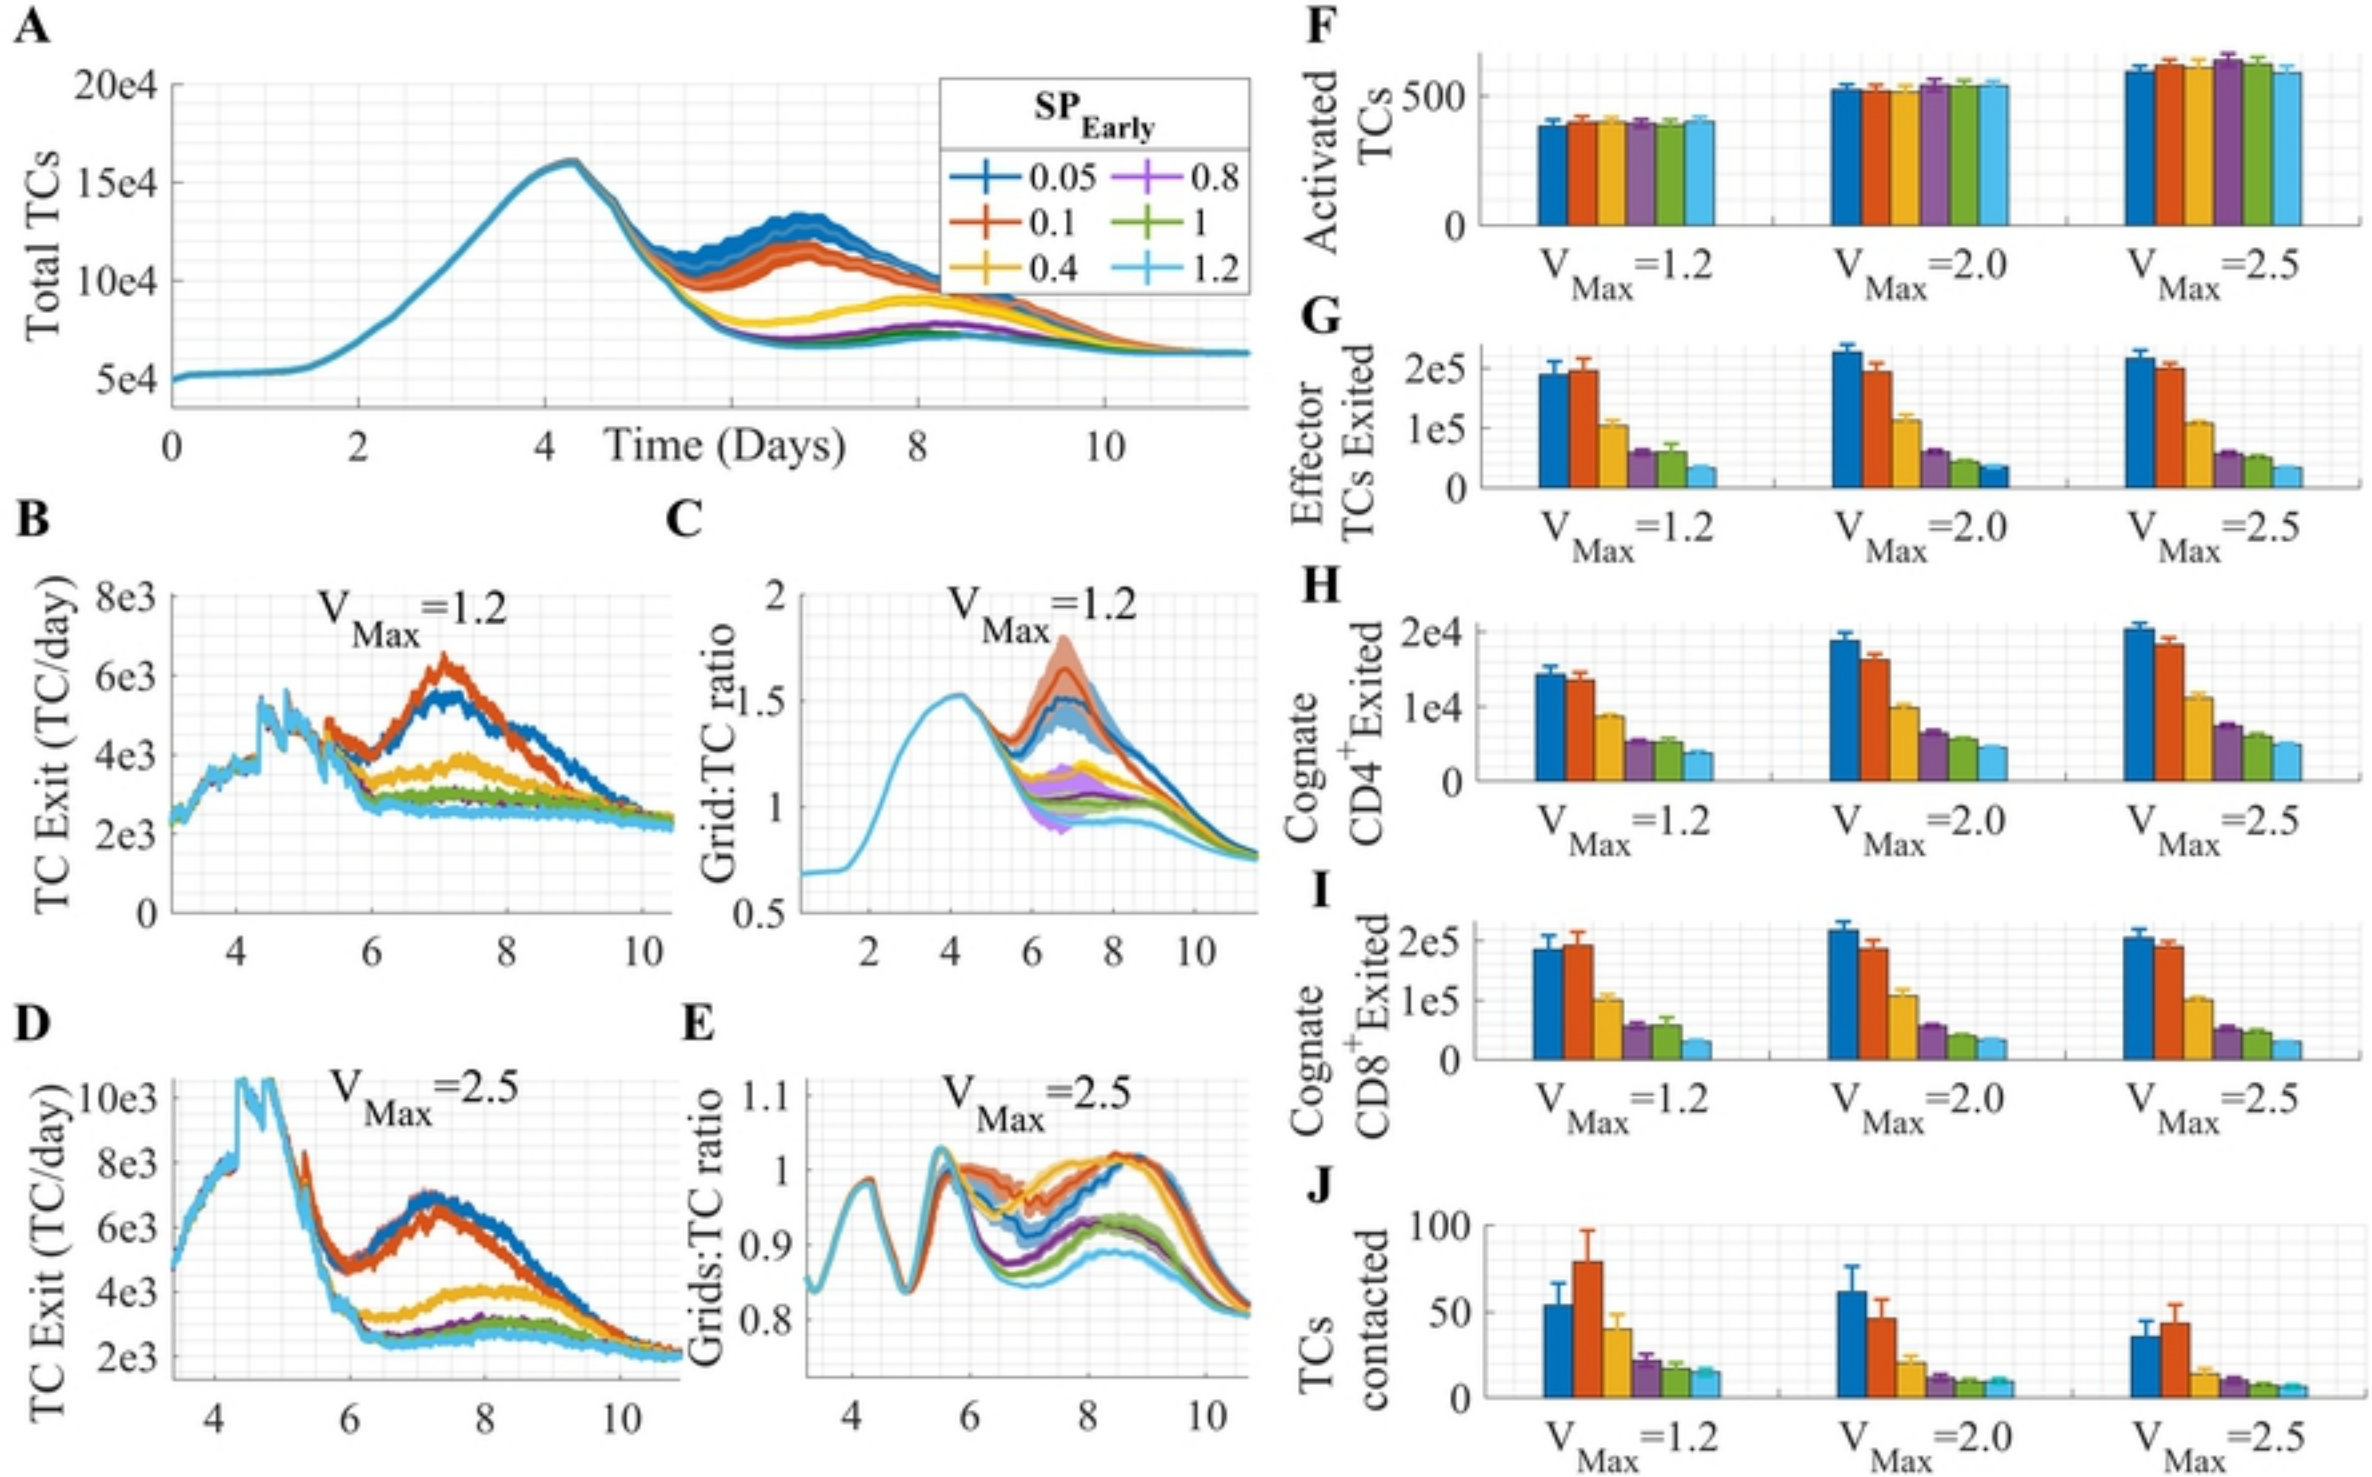 A
20e4
15e4
10e4
5e4
Total TCs
0 2 4 Time (Days) 8 10
SP Early
0.05 0.8
0.1 1
0.4 1.2
B
8e3
6e3
4e3
2e3
0
TC Exit (TC/day)
V Max =1.2
4 6 8 10
C
2
1.5
1
0.5
Grid:TC ratio
V Max =1.2
2 4 6 8 10
D
10e3
8e3
6e3
4e3
2e3
TC Exit (TC/day)
V Max =2.5
4 6 8 10
E
1.1
1
0.9
0.8
Grids:TC ratio
V Max =2.5
4 6 8 10
F
Activated
TCs
500
0
V Max =1.2 V Max =2.0 V Max =2.5
G
Effector
TCs Exited
2e5
1e5
0
V Max =1.2 V Max =2.0 V Max =2.5
H
Cognate
CD4+Exited
2e4
1e4
0
V Max =1.2 V Max =2.0 V Max =2.5
I
Cognate
CD8+Exited
2e5
1e5
0
V Max =1.2 V Max =2.0 V Max =2.5
J
TCs
contacted
100
50
0
V Max =1.2 V Max =2.0 V Max =2.5